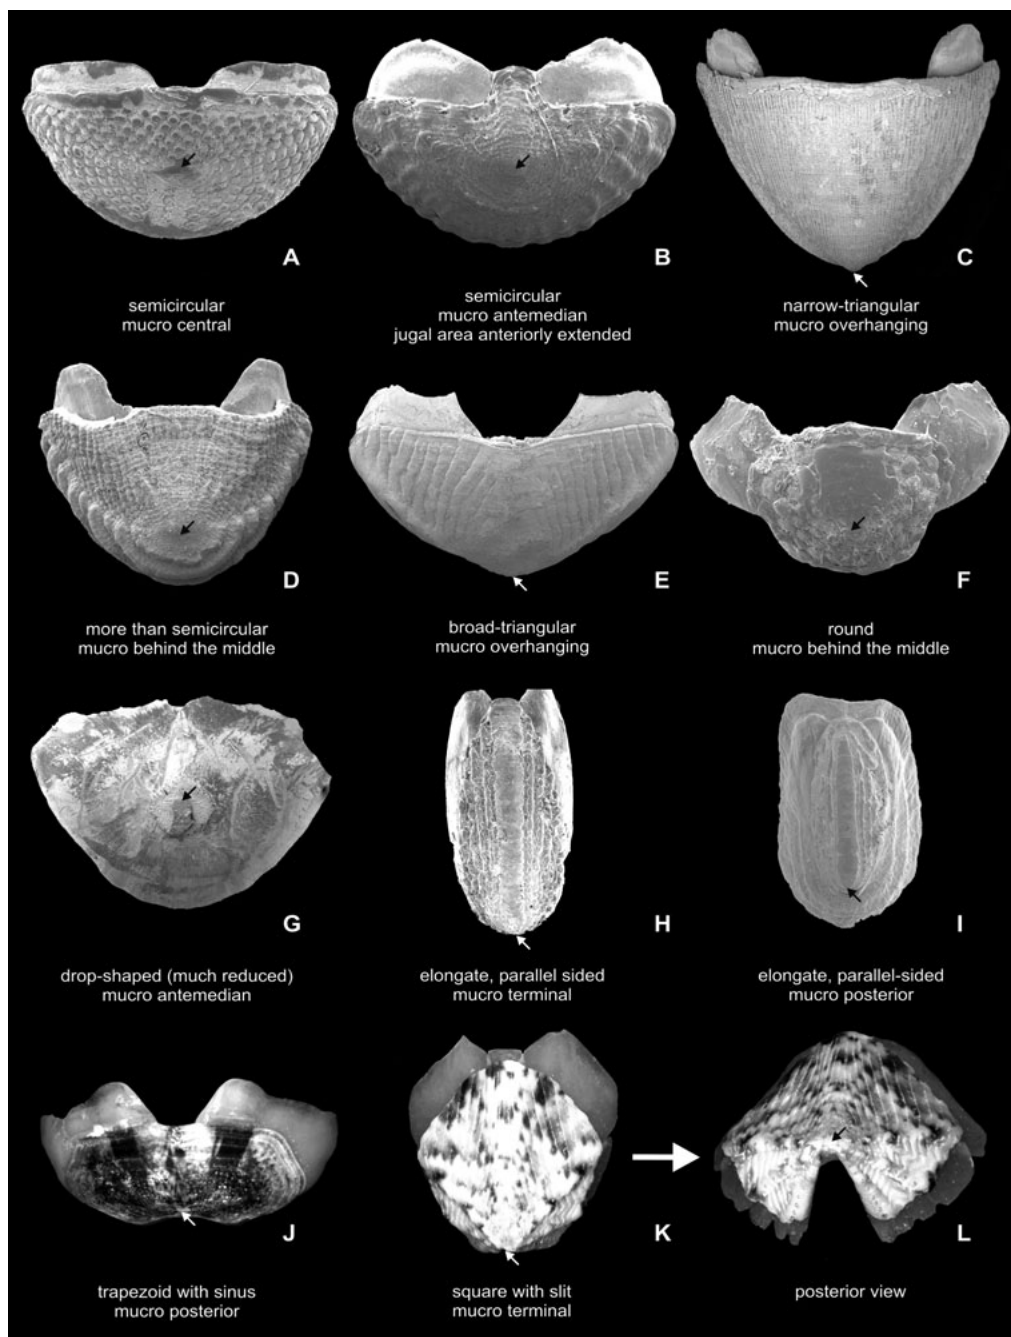 A
B
C
semicircular
mucro central
semicircular
mucro antemedian
jugal area anteriorly extended
narrow-triangular
mucro overhanging
D
E
F
more than semicircular
mucro behind the middle
broad-triangular
mucro overhanging
round
mucro behind the middle
G
H
I
drop-shaped (much reduced)
mucro antemedian
elongate, parallel sided
mucro terminal
elongate, parallel-sided
mucro posterior
J
K
L
trapezoid with sinus
mucro posterior
square with slit
mucro terminal
posterior view